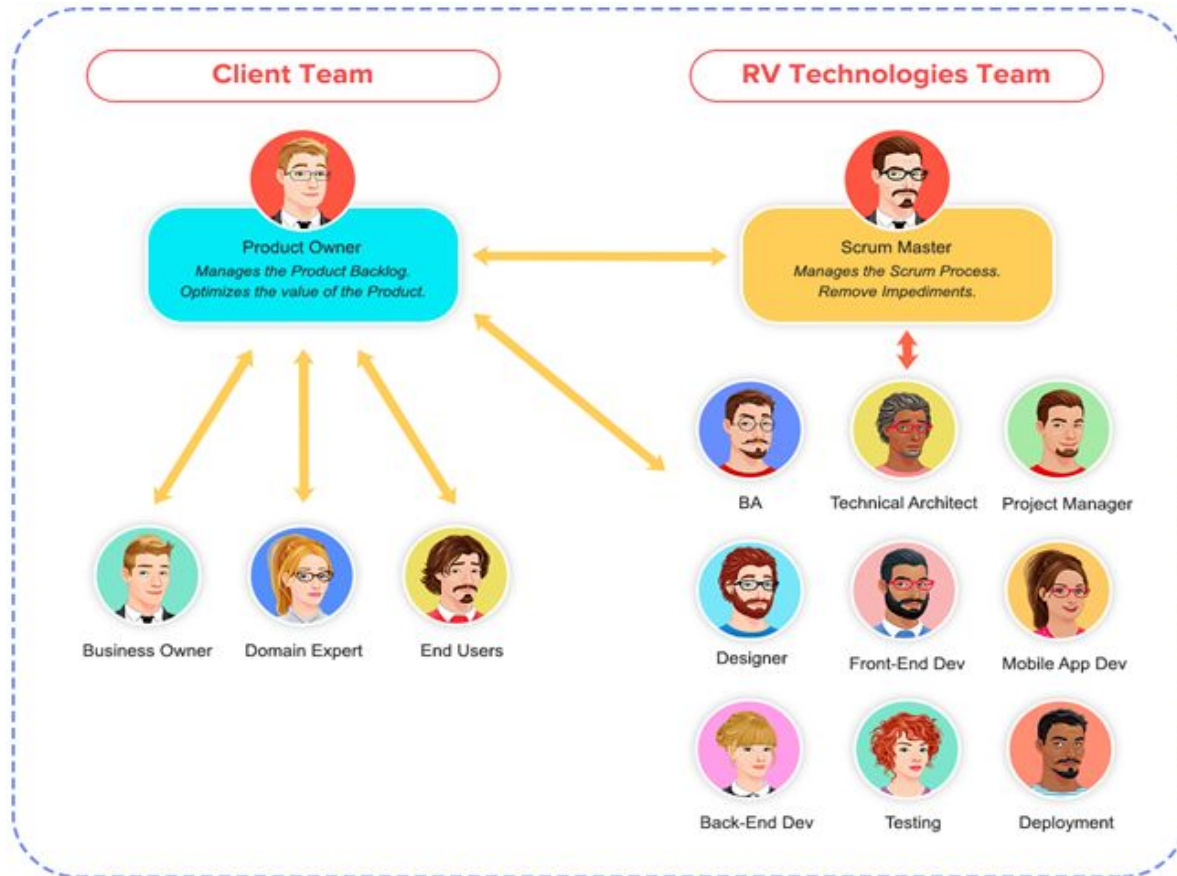 Client Team
RV Technologies Team
Product Owner
Manages the Product Backlog.
Optimizes the value of the Product.
Scrum Master
Manages the Scrum Process.
Remove Impediments.
BA
Technical Architect
Project Manager
Business Owner
Domain Expert
End Users
Designer
Front-End Dev
Mobile App Dev
Back-End Dev
Testing
Deployment